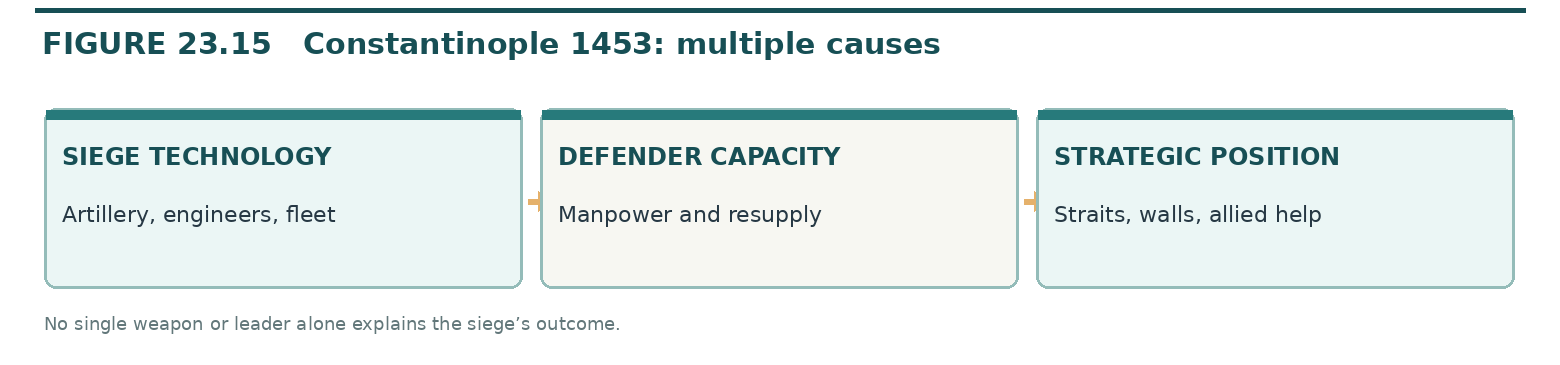 FIGURE 23.15 Constantinople 1453: multiple causes
SIEGE TECHNOLOGY
Artillery, engineers, fleet
DEFENDER CAPACITY
Manpower and resupply
STRATEGIC POSITION
Straits, walls, allied help
No single weapon or leader alone explains the siege’s outcome.